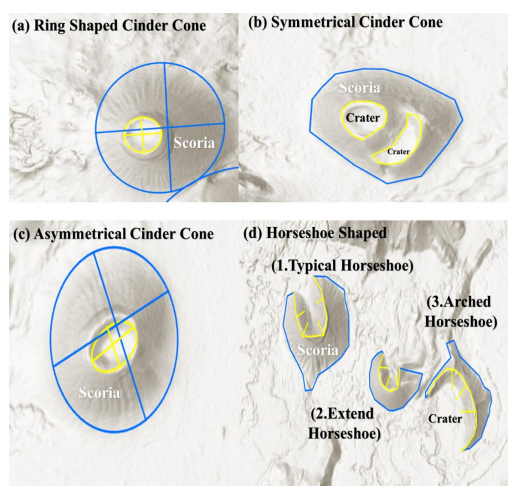 (a) Ring Shaped Cinder Cone
Scoria
(b) Symmetrical Cinder Cone
Scoria
Crater
Crater
(c) Asymmetrical Cinder Cone
Scoria
(d) Horseshoe Shaped
(1.Typical Horseshoe)
Scoria
(3.Arched
Horseshoe)
(2.Extend
Horseshoe)
Crater